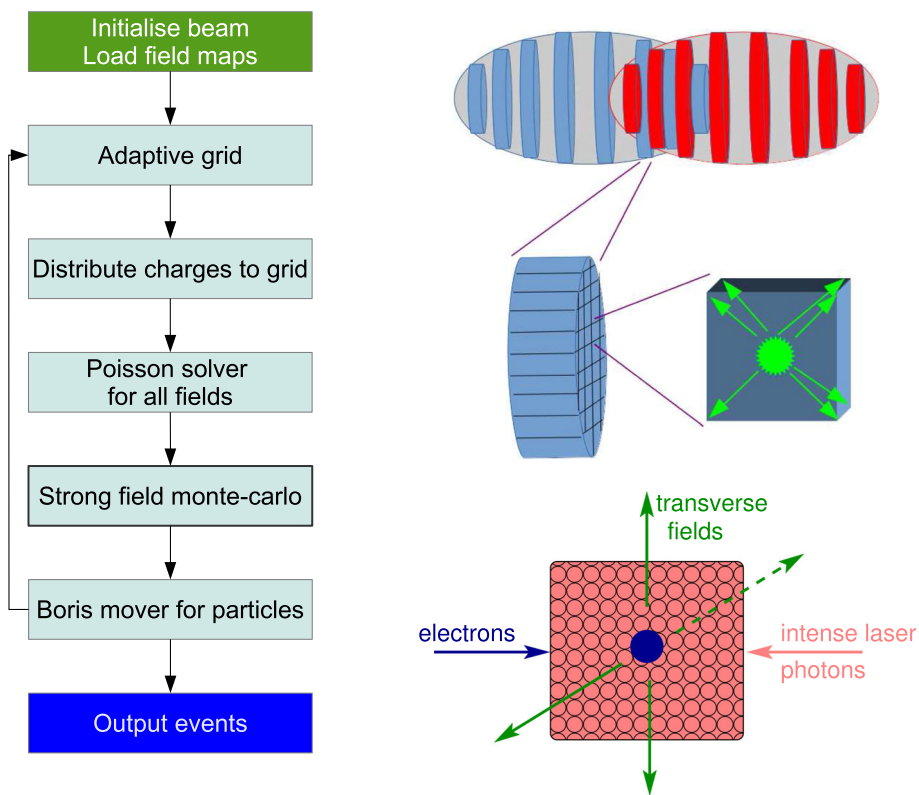 Initialise beam
Load field maps
Adaptive grid
Distribute charges to grid
Poisson solver
for all fields
Strong field monte-carlo
Boris mover for particles
Output events
transverse
fields
electrons
intense laser
photons